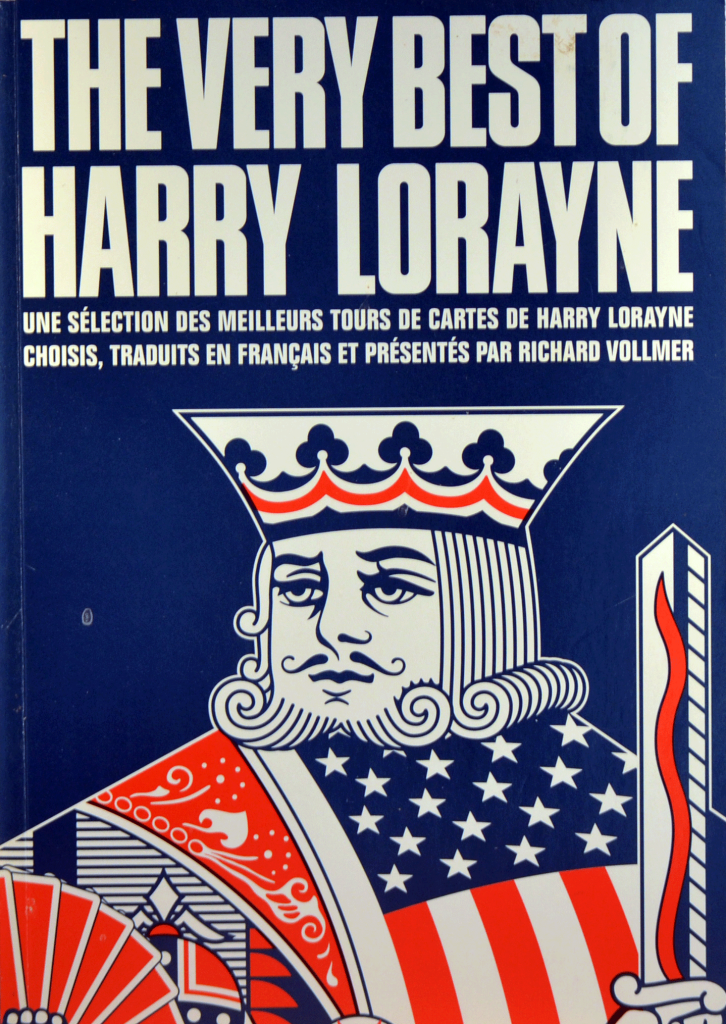 THE VERY BEST OF
HARRY LORAYNE
UNE SÉLECTION DES MEILLEURS TOURS DE CARTES DE HARRY LORAYNE
CHOISIS, TRADUITS EN FRANÇAIS ET PRÉSENTÉS PAR RICHARD VOLLMER